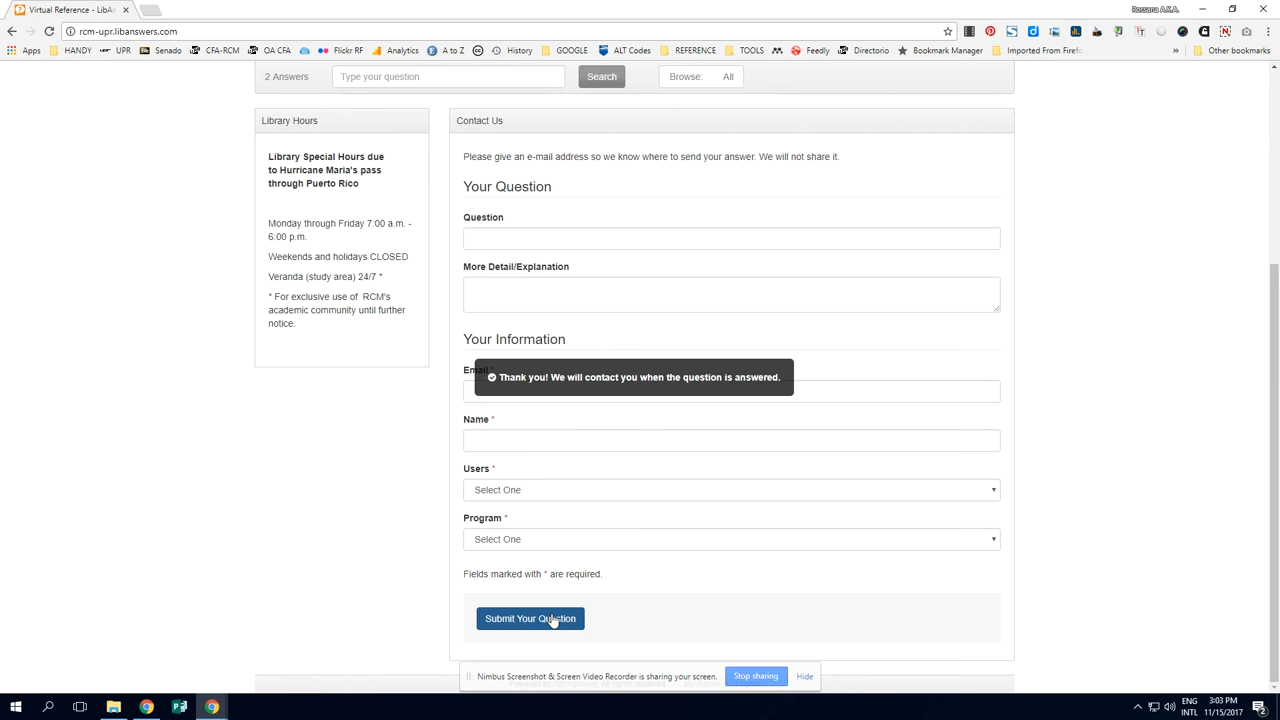 Virtual Reference - LibAn
Rossana A.K.A.
rcm-upr.libanswers.com
Apps HANDY UPR Senado CFA-RCM OA CFA Flickr RF Analytics A to Z History GOOGLE ALT Codes REFERENCE TOOLS Feedly Directorio Bookmark Manager Imported From Firefo » Other bookmarks
2 Answers Type your question Search Browse: All
Library Hours
Library Special Hours due
to Hurricane Maria's pass
through Puerto Rico
Monday through Friday 7:00 a.m. -
6:00 p.m.
Weekends and holidays CLOSED
Veranda (study area) 24/7 *
* For exclusive use of RCM's
academic community until further
notice.
Contact Us
Please give an e-mail address so we know where to send your answer. We will not share it.
Your Question
Question
More Detail/Explanation
Your Information
Email *
Thank you! We will contact you when the question is answered.
Name *
Users *
Select One
Program *
Select One
Fields marked with * are required.
Submit Your Question
Nimbus Screenshot & Screen Video Recorder is sharing your screen. Stop sharing Hide
ENG 3:03 PM
INTL 11/15/2017
2